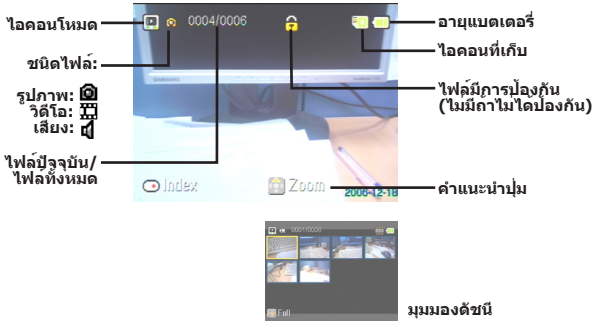 ไอคอนโหมด
0004/0006
อายุแบตเตอรี่
ไอคอนที่เก็บ
ชนิดไฟล์:
SAMSUNG
ไฟล์มีการป้องกัน
(ไม่มีถ้าไม่ได้ป้องกัน)
รูปภาพ:
วิดีโอ:
เสียง:
ไฟล์ปัจจุบัน/
ไฟล์ทั้งหมด
Index
Zoom
2006-12-18
คำแนะนำปุ่ม
0001/0006
Full
มุมมองดัชนี